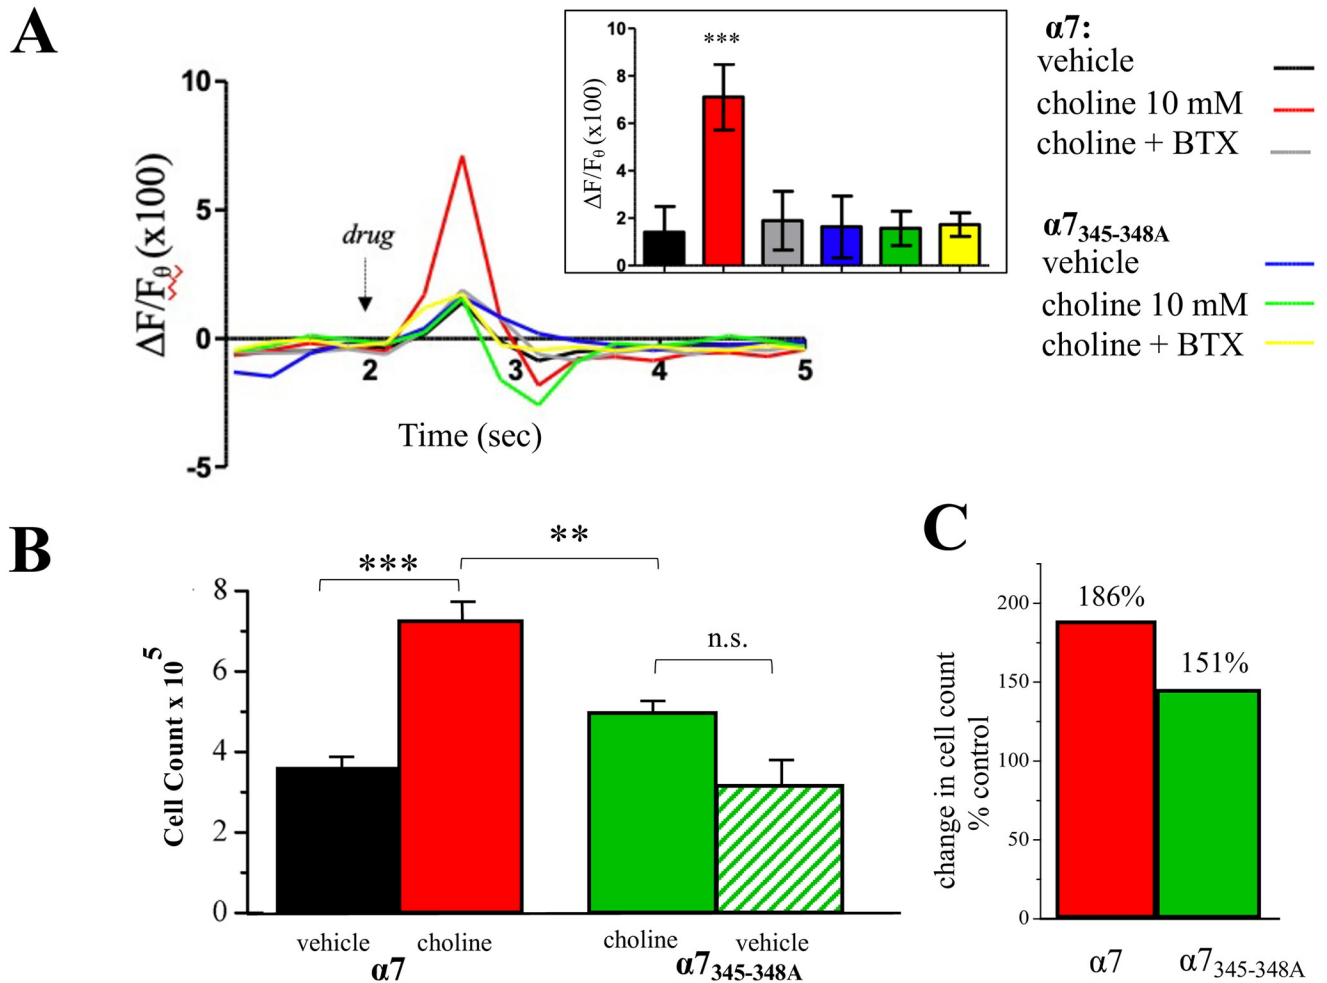 A
10
5
0
-5
ΔF/Fθ (x100)
drug
2
3
4
5
Time (sec)
10
8
6
4
2
0
ΔF/Fθ (x100)
***
α7:
vehicle
choline 10 mM
choline + BTX
α7345-348A
vehicle
choline 10 mM
choline + BTX
B
***
**
n.s.
8
6
4
2
0
Cell Count x 10 5
vehicle
choline
choline
vehicle
α7
α7345-348A
C
200
150
100
50
0
change in cell count
% control
186%
151%
α7
α7345-348A